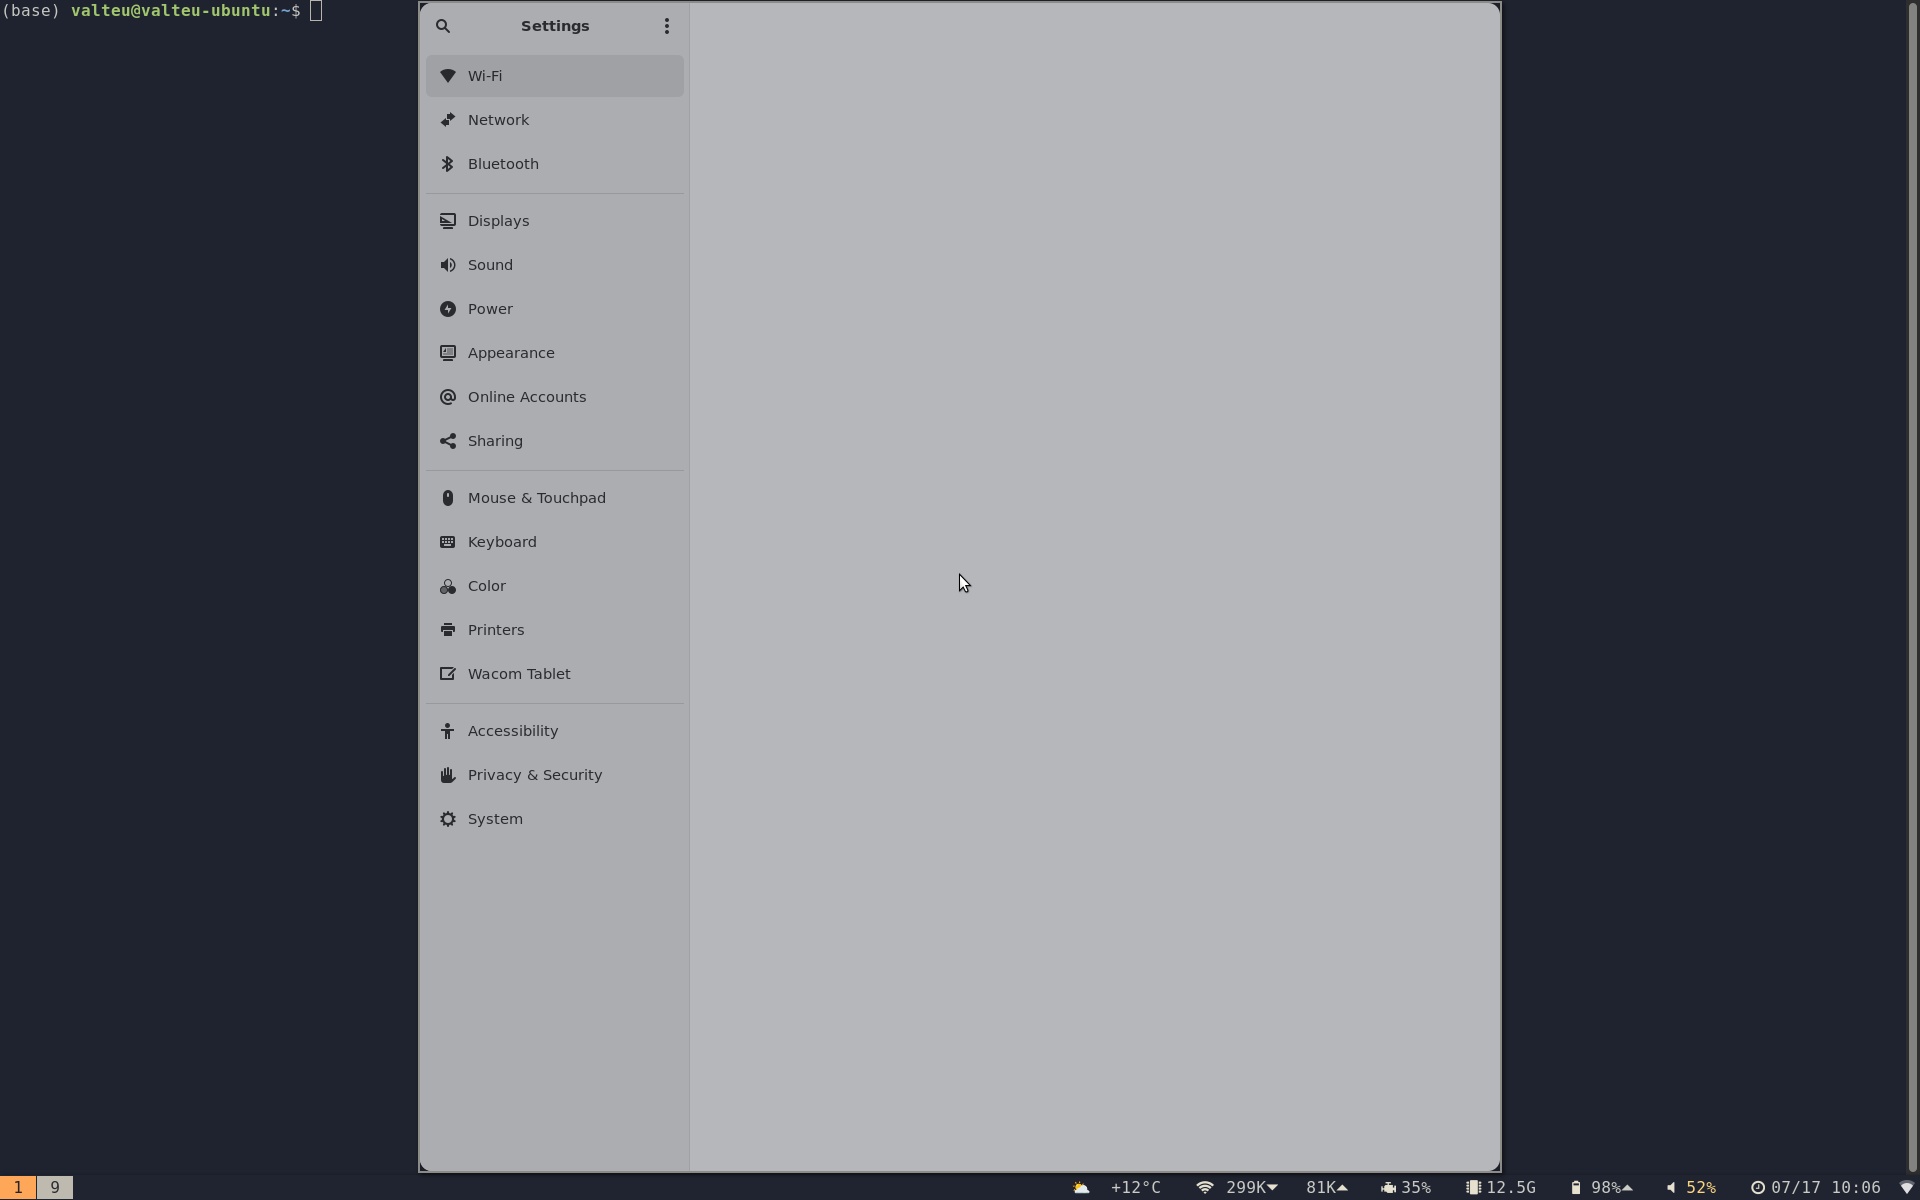 (base) valteu@valteu-ubuntu:~$
Settings
Wi-Fi
Network
Bluetooth
Displays
Sound
Power
Appearance
Online Accounts
Sharing
Mouse & Touchpad
Keyboard
Color
Printers
Wacom Tablet
Accessibility
Privacy & Security
System
1 9 +12°C 299K 81K 35% 12.5G 98% 52% 07/17 10:06